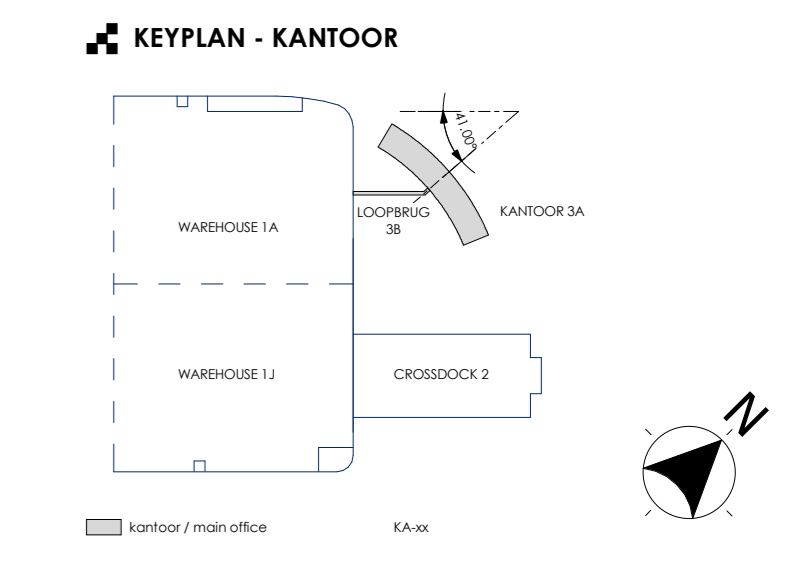 KEYPLAN - KANTOOR
41.00°
WAREHOUSE 1A
LOOPBRUG
3B
KANTOOR 3A
WAREHOUSE 1J
CROSSDOCK 2
N
kantoor / main office
KA-xx